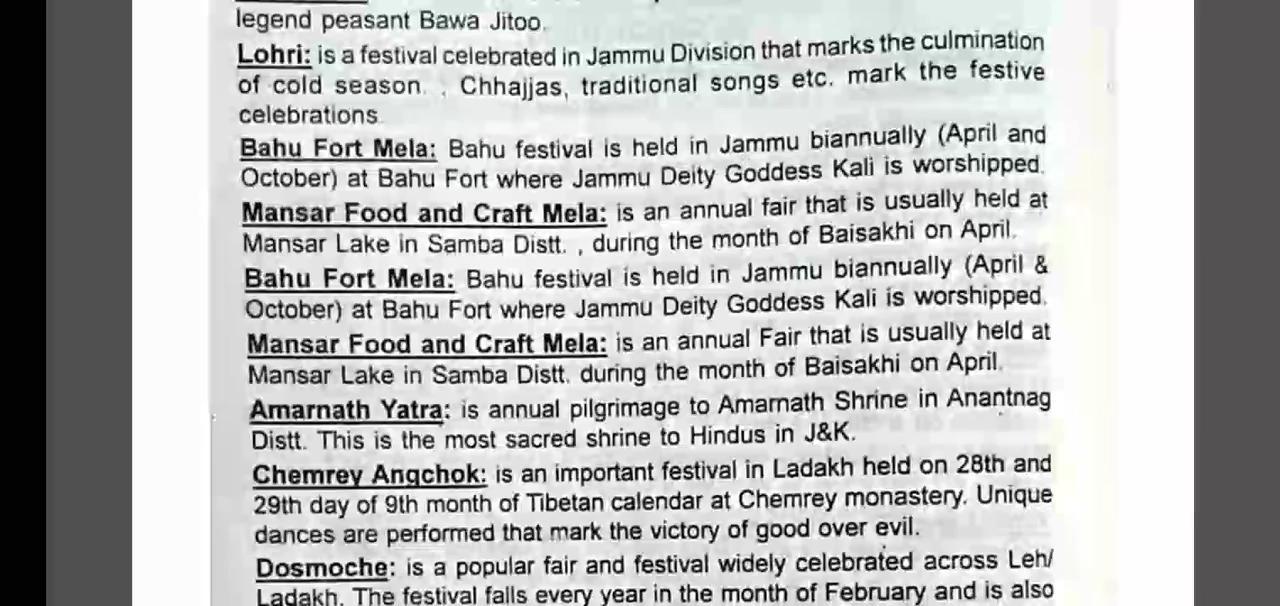 legend peasant Bawa Jitoo.
Lohri: is a festival celebrated in Jammu Division that marks the culmination
of cold season. . Chhajjas, traditional songs etc. mark the festive
celebrations.
Bahu Fort Mela: Bahu festival is held in Jammu biannually (April and
October) at Bahu Fort where Jammu Deity Goddess Kali is worshipped.
Mansar Food and Craft Mela: is an annual fair that is usually held at
Mansar Lake in Samba Distt. , during the month of Baisakhi on April.
Bahu Fort Mela: Bahu festival is held in Jammu biannually (April &
October) at Bahu Fort where Jammu Deity Goddess Kali is worshipped.
Mansar Food and Craft Mela: is an annual Fair that is usually held at
Mansar Lake in Samba Distt. during the month of Baisakhi on April.
Amarnath Yatra: is annual pilgrimage to Amarnath Shrine in Anantnag
Distt. This is the most sacred shrine to Hindus in J&K.
Chemrey Angchok: is an important festival in Ladakh held on 28th and
29th day of 9th month of Tibetan calendar at Chemrey monastery. Unique
dances are performed that mark the victory of good over evil.
Dosmoche: is a popular fair and festival widely celebrated across Leh/
Ladakh. The festival falls every year in the month of February and is also